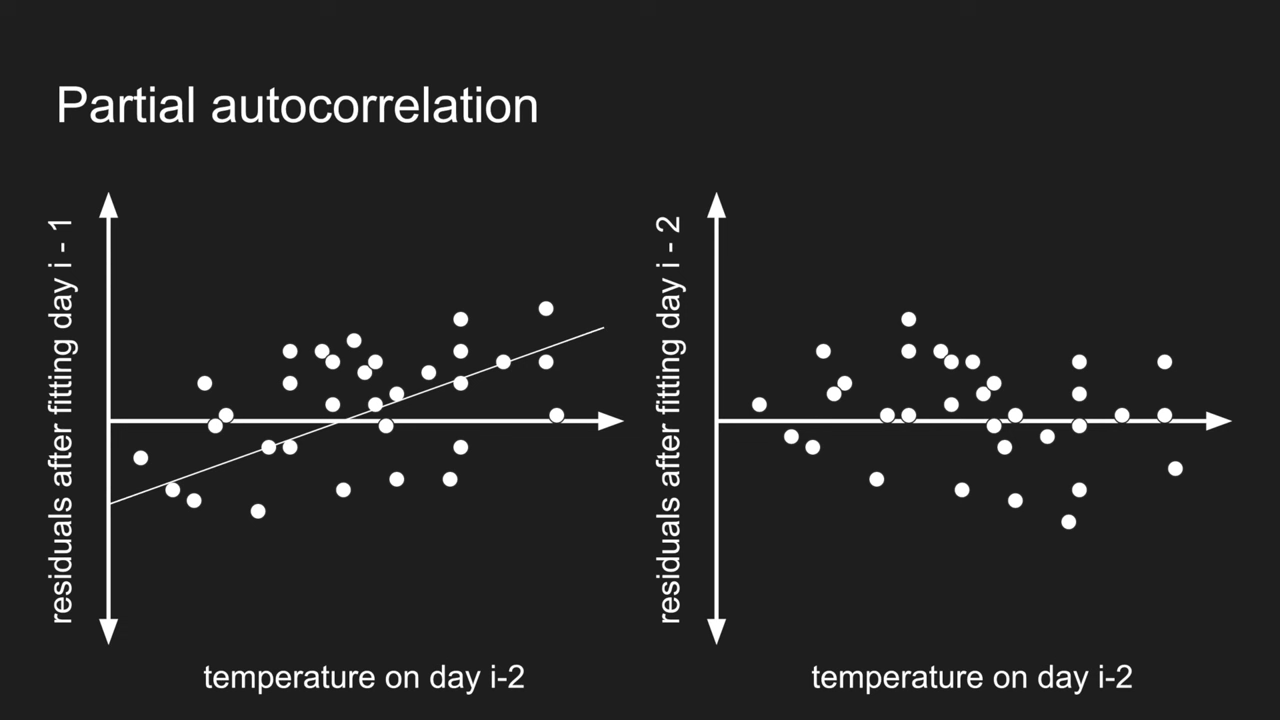 Partial autocorrelation
residuals after fitting day i - 1
temperature on day i-2
residuals after fitting day i - 2
temperature on day i-2